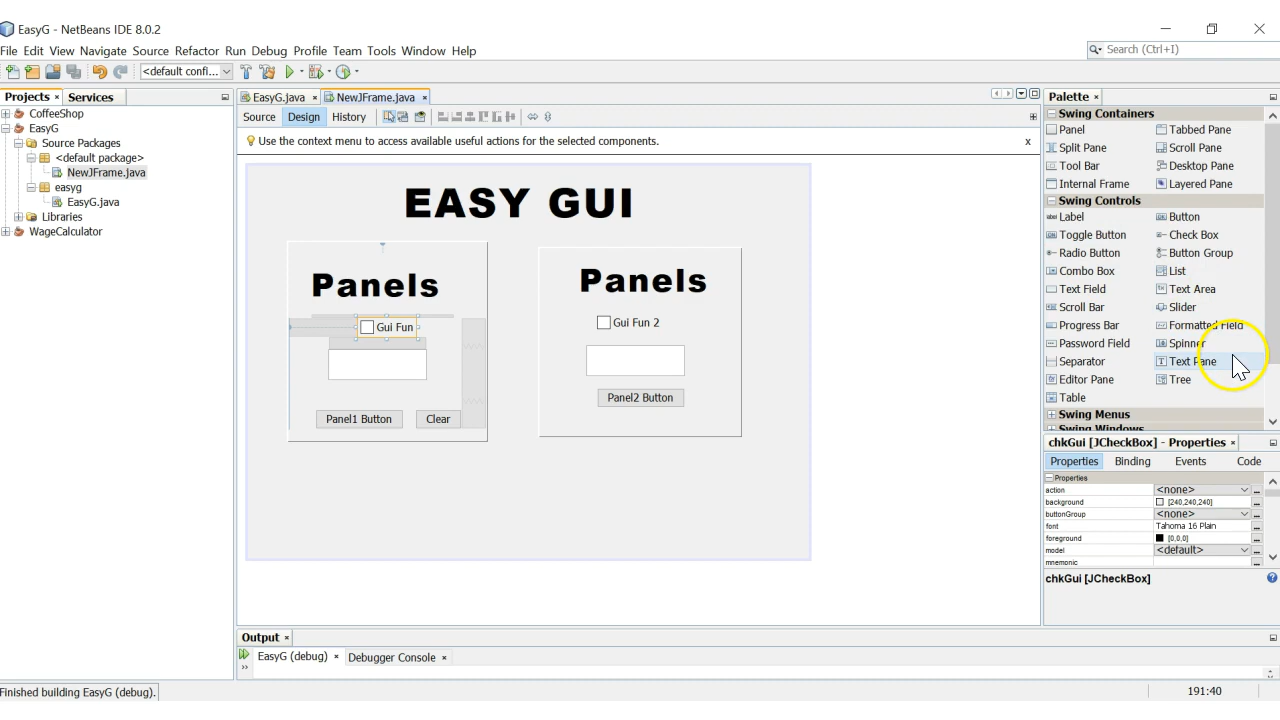 EasyG - NetBeans IDE 8.0.2
File Edit View Navigate Source Refactor Run Debug Profile Team Tools Window Help
Search (Ctrl+I)
<default confl...
Projects × Services
EasyG.java × NewJFrame.java ×
Palette ×
CoffeeShop
EasyG
Source Packages
<default package>
NewJFrame.java
easyg
EasyG.java
Libraries
WageCalculator
Source Design History
Use the context menu to access available useful actions for the selected components. x
EASY GUI
Panels
Gui Fun
Panel1 Button Clear
Panels
Gui Fun 2
Panel2 Button
Swing Containers
Panel Tabbed Pane
Split Pane Scroll Pane
Tool Bar Desktop Pane
Internal Frame Layered Pane
Swing Controls
Label Button
Toggle Button Check Box
Radio Button Button Group
Combo Box List
Text Field Text Area
Scroll Bar Slider
Progress Bar Formatted Field
Password Field Spinner
Separator Text Pane
Editor Pane Tree
Table
Swing Menus
Swing Windows
chkGui [JCheckBox] - Properties ×
Properties Binding Events Code
Properties
action <none> ...
background [240,240,240] ...
buttonGroup <none> ...
font Tahoma 16 Plain ...
foreground [0,0,0] ...
model <default> ...
mnemonic ...
chkGui [JCheckBox]
Output ×
EasyG (debug) × Debugger Console ×
Finished building EasyG (debug).
191:40